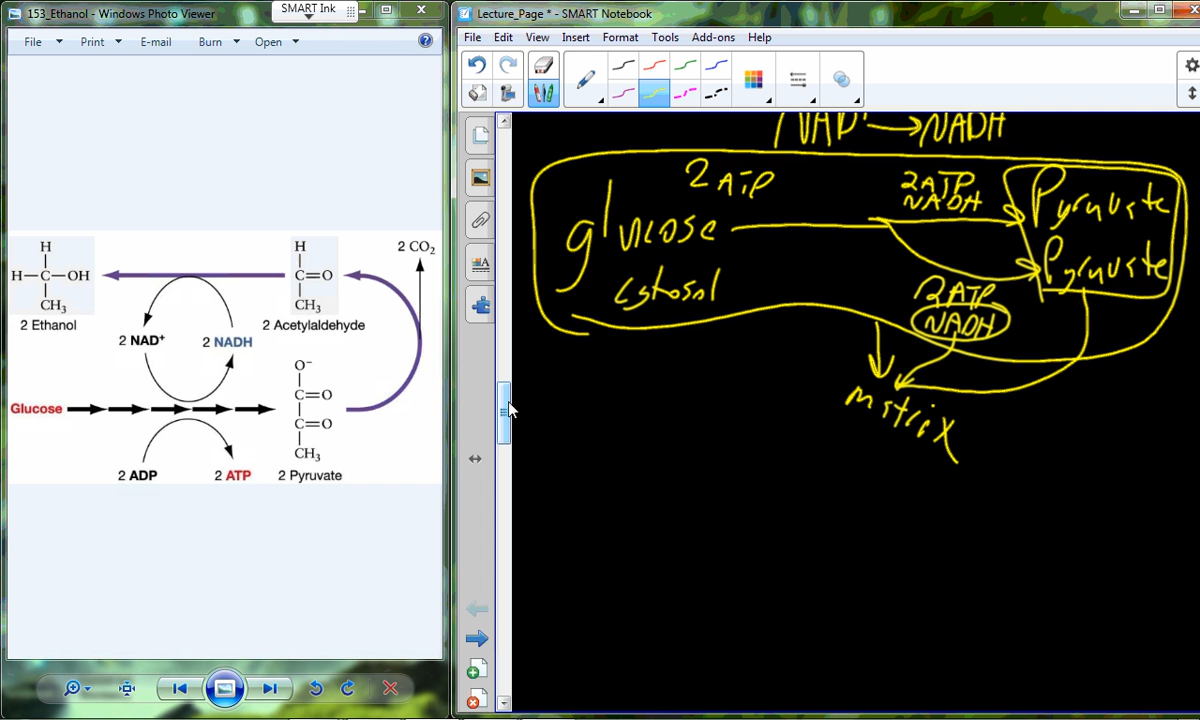 153_Ethanol - Windows Photo Viewer
SMART Ink
File Print E-mail Burn Open
H
H-C-OH
CH3
2 Ethanol
H
C=O
CH3
2 Acetylaldehyde
2 CO2
2 NAD+
2 NADH
O-
C=O
C=O
CH3
2 Pyruvate
Glucose
2 ADP
2 ATP
Lecture_Page * - SMART Notebook
File Edit View Insert Format Tools Add-ons Help
NAD+ → NADH
2 ATP
glucose
cytosol
2ATP
NADH
Pyruvate
Pyruvate
2ATP
NADH
matrix